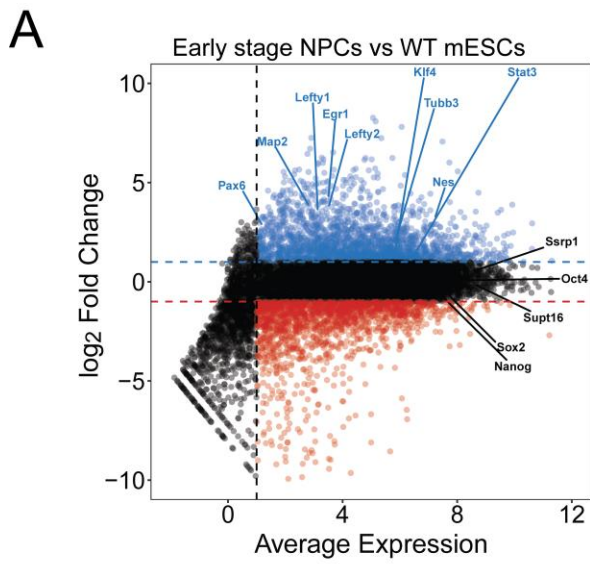 A
Early stage NPCs vs WT mESCs
log2 Fold Change
10
5
0
−5
−10
Klf4
Stat3
Lefty1
Tubb3
Egr1
Lefty2
Map2
Pax6
Nes
Ssrp1
Oct4
Supt16
Sox2
Nanog
0 4 8 12
Average Expression